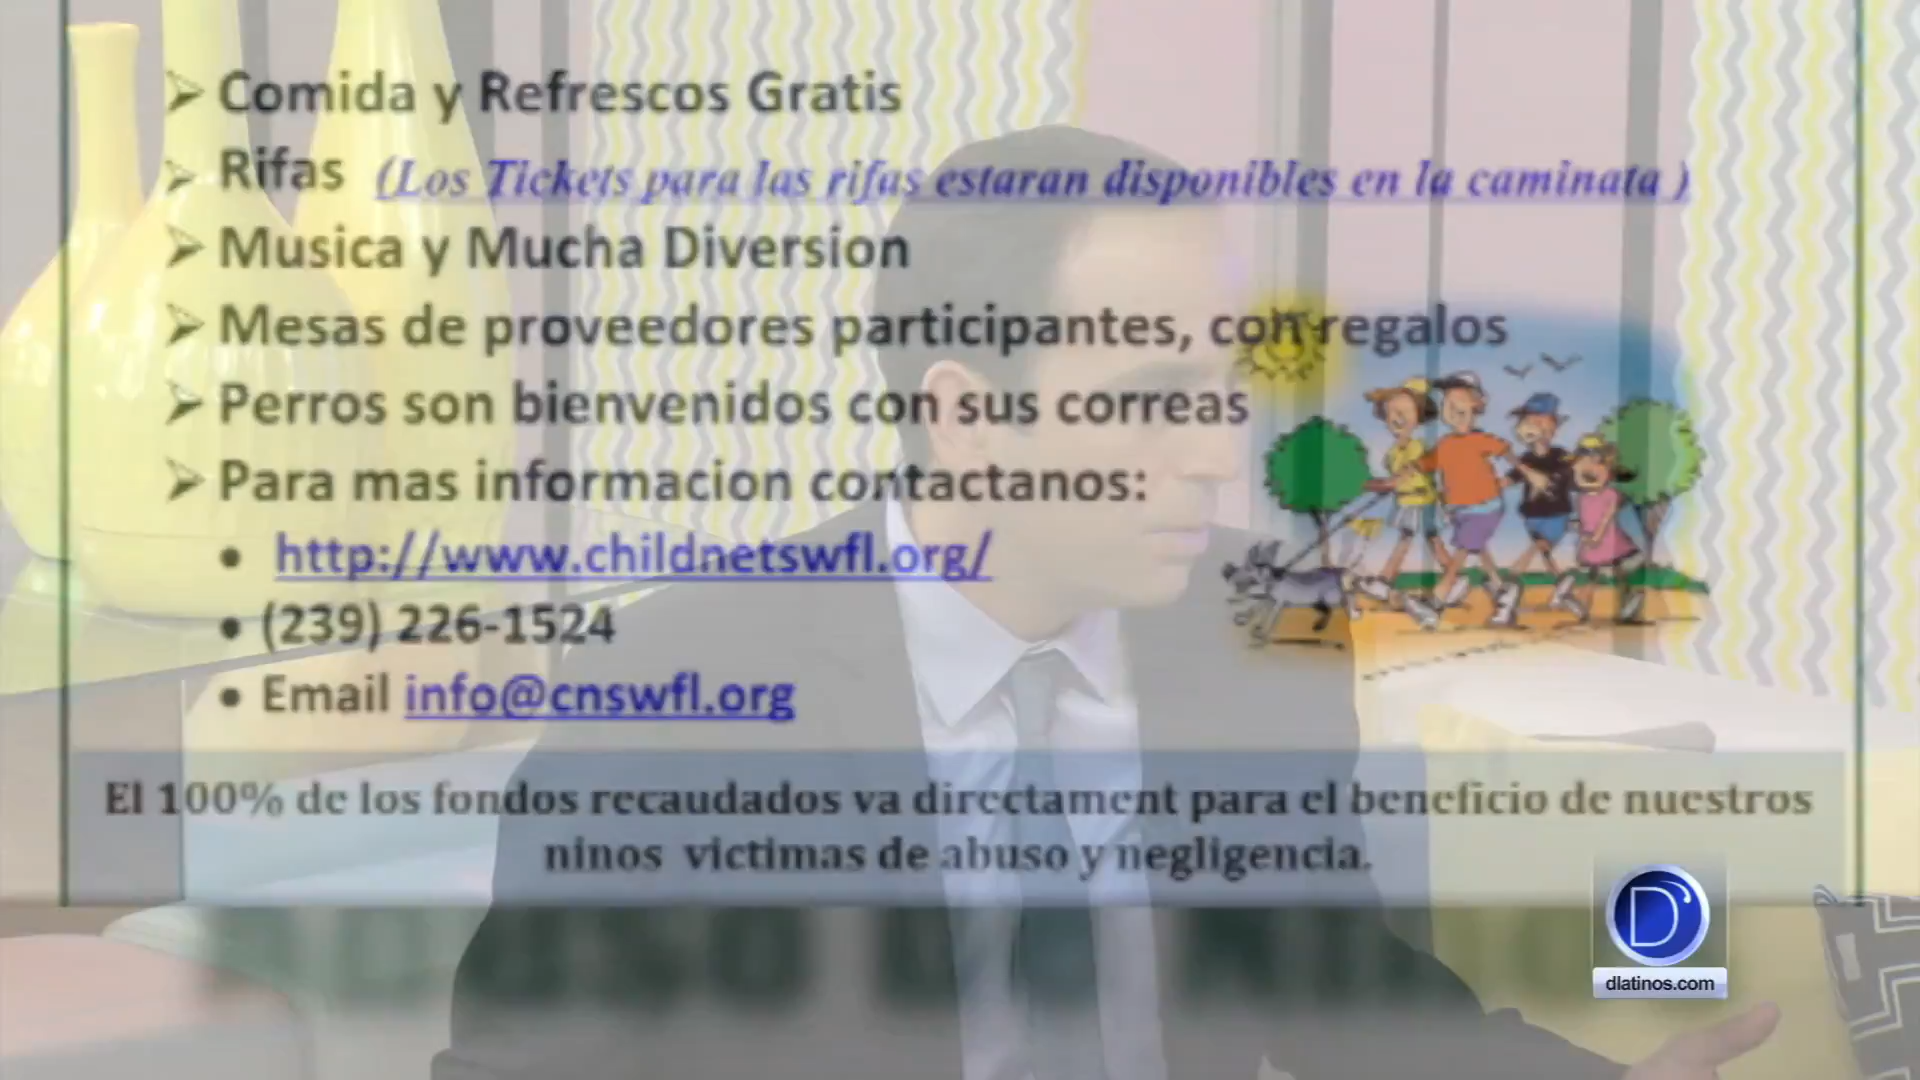 Comida y Refrescos Gratis
Rifas (Los Tickets para las rifas estaran disponibles en la caminata )
Musica y Mucha Diversion
Mesas de proveedores participantes, con regalos
Perros son bienvenidos con sus correas
Para mas informacion contactanos:
http://www.childnetswfl.org/
(239) 226-1524
Email info@cnswfl.org
El 100% de los fondos recaudados va directament para el beneficio de nuestros
ninos victimas de abuso y negligencia.
D'
dlatinos.com